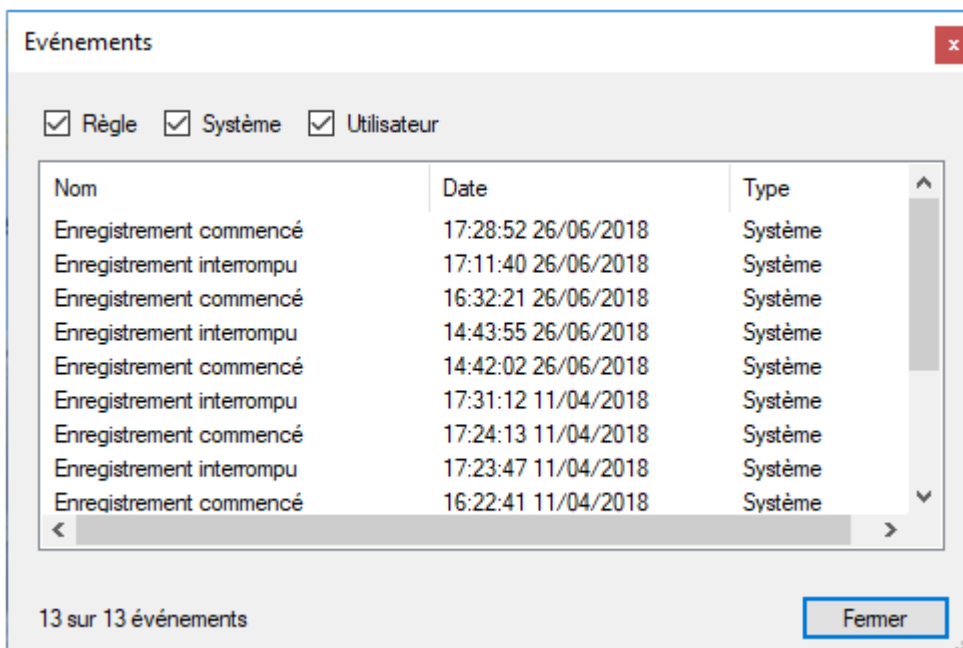 Evénements
x
Règle Système Utilisateur
Nom Date Type
Enregistrement commencé 17:28:52 26/06/2018 Système
Enregistrement interrompu 17:11:40 26/06/2018 Système
Enregistrement commencé 16:32:21 26/06/2018 Système
Enregistrement interrompu 14:43:55 26/06/2018 Système
Enregistrement commencé 14:42:02 26/06/2018 Système
Enregistrement interrompu 17:31:12 11/04/2018 Système
Enregistrement commencé 17:24:13 11/04/2018 Système
Enregistrement interrompu 17:23:47 11/04/2018 Système
Enregistrement commencé 16:22:41 11/04/2018 Système
13 sur 13 événements Fermer